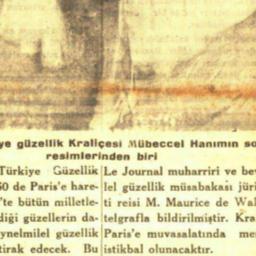 ye güzellik Kraliçesi Mübeccel Hanımın so
resimlerinden biri
Türkiye Güzellik
30 de Paris'e hare-
'te bütün milletle-
diği güzellerin da-
ynelmilel güzellik
tirak edecek. Bu
Le Journal muharriri ve bey
lel güzellik müsabakası jüri
ti reisi M. Maurice de Wal
telgrafla bildirilmiştir. Kra
Paris'e muvasalatında me
istikbal olunacaktır.